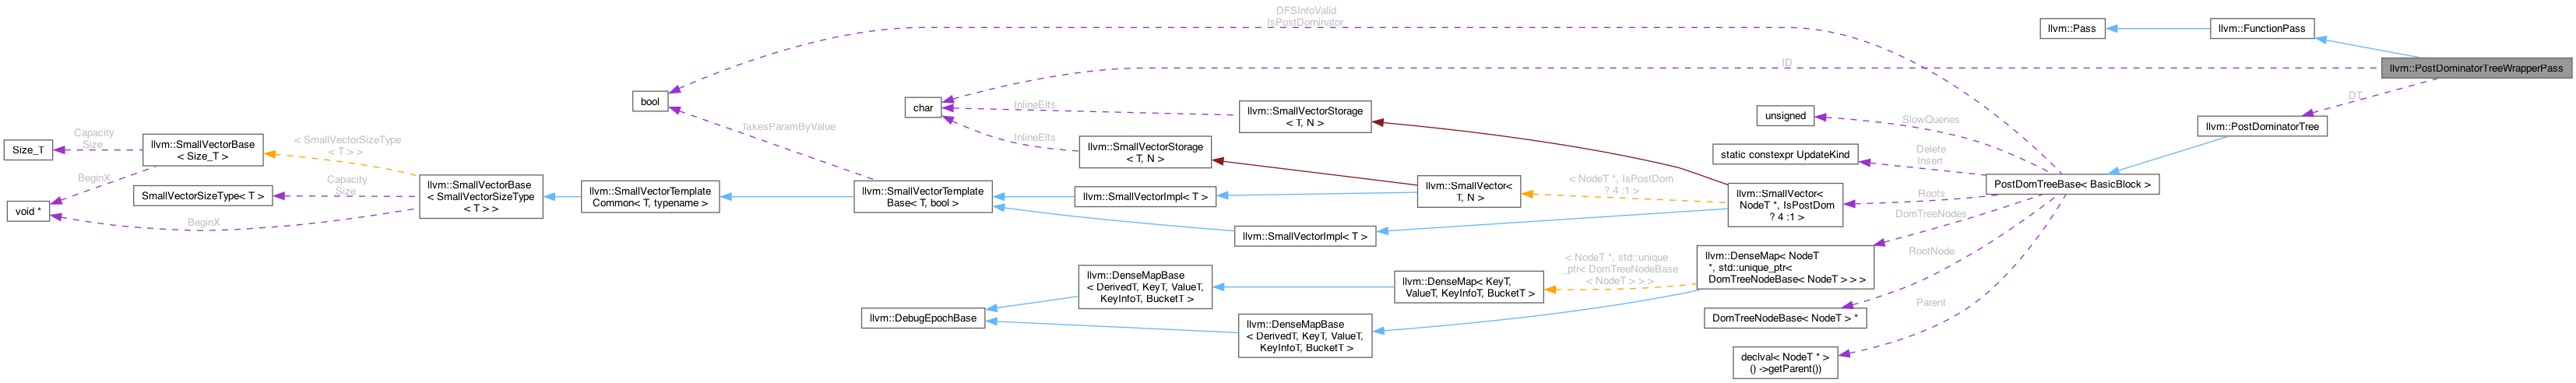 DFSInfoValid
IsPostDominator
llvm::Pass
llvm::FunctionPass
ID
llvm::PostDominatorTreeWrapperPass
bool
char
InlineElts
llvm::SmallVectorStorage
< T, N >
unsigned
SlowQueries
DT
llvm::PostDominatorTree
TakesParamByValue
InlineElts
llvm::SmallVectorStorage
< T, N >
static constexpr UpdateKind
Delete
Insert
Size_T
Capacity
Size
llvm::SmallVectorBase
< Size_T >
< SmallVectorSizeType
< T > >
BeginX
void *
SmallVectorSizeType< T >
Capacity
Size
BeginX
llvm::SmallVectorBase
< SmallVectorSizeType
< T > >
llvm::SmallVectorTemplate
Common< T, typename >
llvm::SmallVectorTemplate
Base< T, bool >
llvm::SmallVectorImpl< T >
llvm::SmallVector<
T, N >
< NodeT *, IsPostDom
? 4 :1 >
llvm::SmallVector<
NodeT *, IsPostDom
? 4 :1 >
Roots
PostDomTreeBase< BasicBlock >
llvm::SmallVectorImpl< T >
DomTreeNodes
RootNode
llvm::DenseMap< NodeT
*, std::unique_ptr<
DomTreeNodeBase< NodeT > > >
< NodeT *, std::unique
_ptr< DomTreeNodeBase
< NodeT > > >
llvm::DenseMap< KeyT,
ValueT, KeyInfoT, BucketT >
llvm::DenseMapBase
< DerivedT, KeyT, ValueT,
KeyInfoT, BucketT >
llvm::DebugEpochBase
llvm::DenseMapBase
< DerivedT, KeyT, ValueT,
KeyInfoT, BucketT >
Parent
DomTreeNodeBase< NodeT > *
declval< NodeT * >
() ->getParent())